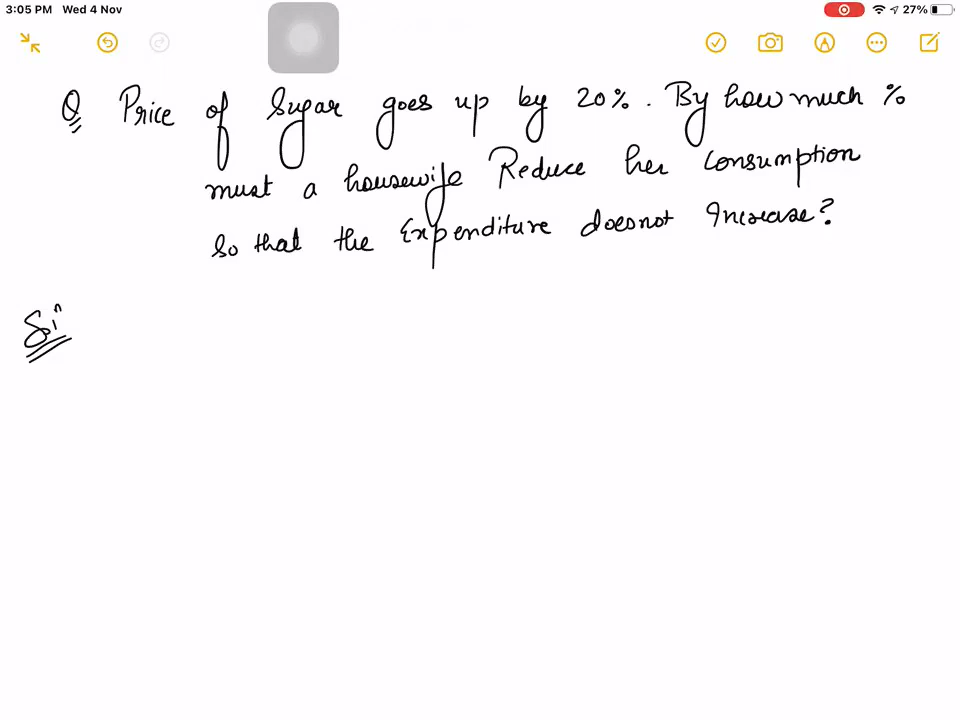 3:05 PM Wed 4 Nov 27%
Q Price of Sugar goes up by 20%. By how much %
must a housewife Reduce her Consumption
So that the Expenditure doesnot Increase?